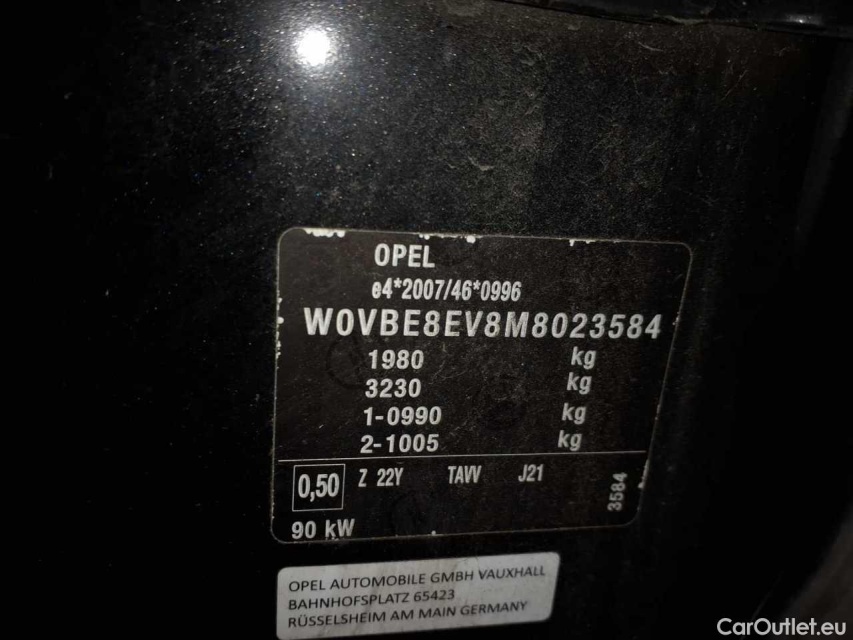 OPEL
e4*2007/46*0996
W0VBE8EV8M8023584
1980 kg
3230 kg
1-0990 kg
2-1005 kg
0,50 Z 22Y TAVV J21
3584
90 kW
OPEL AUTOMOBILE GMBH VAUXHALL
BAHNHOFSPLATZ 65423
RÜSSELSHEIM AM MAIN GERMANY
CarOutlet.eu